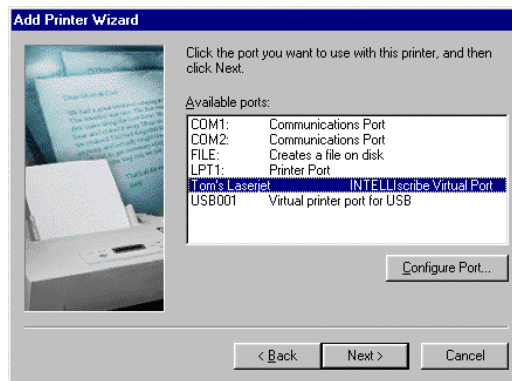 Add Printer Wizard
Click the port you want to use with this printer, and then
click Next.
Available ports:
COM1: Communications Port
COM2: Communications Port
FILE: Creates a file on disk
LPT1: Printer Port
Tom's Laserjet INTELLIscribe Virtual Port
USB001 Virtual printer port for USB
Configure Port...
< Back
Next >
Cancel